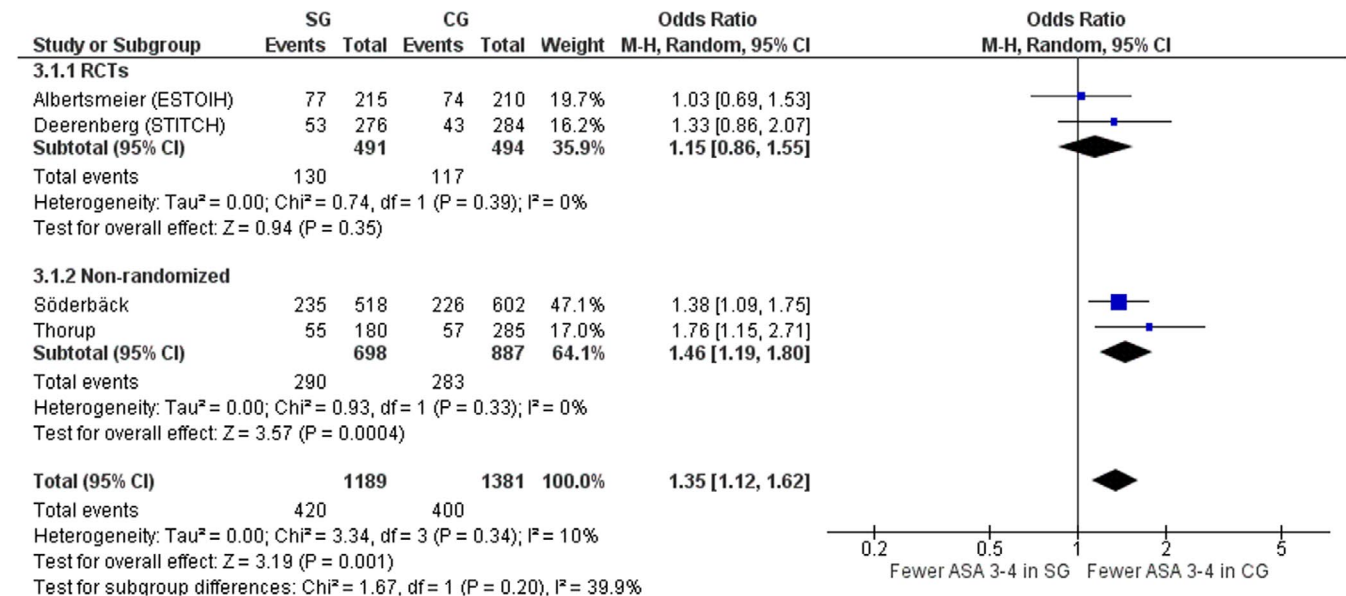 SG CG Odds Ratio Odds Ratio
Study or Subgroup Events Total Events Total Weight M-H, Random, 95% CI M-H, Random, 95% CI
3.1.1 RCTs
Albertsmeier (ESTOIH) 77 215 74 210 19.7% 1.03 [0.69, 1.53]
Deerenberg (STITCH) 53 276 43 284 16.2% 1.33 [0.86, 2.07]
Subtotal (95% CI) 491 494 35.9% 1.15 [0.86, 1.55]
Total events 130 117
Heterogeneity: Tau² = 0.00; Chi² = 0.74, df = 1 (P = 0.39); I² = 0%
Test for overall effect: Z = 0.94 (P = 0.35)
3.1.2 Non-randomized
Söderbäck 235 518 226 602 47.1% 1.38 [1.09, 1.75]
Thorup 55 180 57 285 17.0% 1.76 [1.15, 2.71]
Subtotal (95% CI) 698 887 64.1% 1.46 [1.19, 1.80]
Total events 290 283
Heterogeneity: Tau² = 0.00; Chi² = 0.93, df = 1 (P = 0.33); I² = 0%
Test for overall effect: Z = 3.57 (P = 0.0004)
Total (95% CI) 1189 1381 100.0% 1.35 [1.12, 1.62]
Total events 420 400
Heterogeneity: Tau² = 0.00; Chi² = 3.34, df = 3 (P = 0.34); I² = 10%
Test for overall effect: Z = 3.19 (P = 0.001)
Test for subgroup differences: Chi² = 1.67, df = 1 (P = 0.20), I² = 39.9%
0.2 0.5 1 2 5
Fewer ASA 3-4 in SG Fewer ASA 3-4 in CG